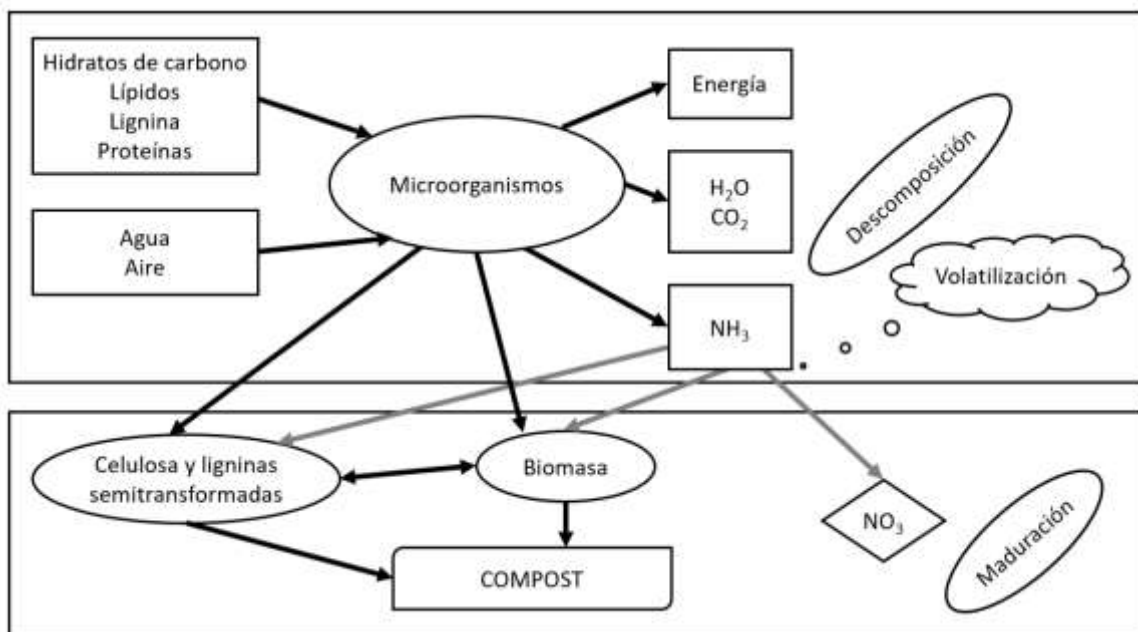 Hidratos de carbono
Lípidos
Lignina
Proteínas
Agua
Aire
Microorganismos
Energía
H₂O
CO₂
NH₃
Descomposición
Volatilización
Celulosa y ligninas
semitransformadas
Biomasa
COMPOST
NO₃
Maduración